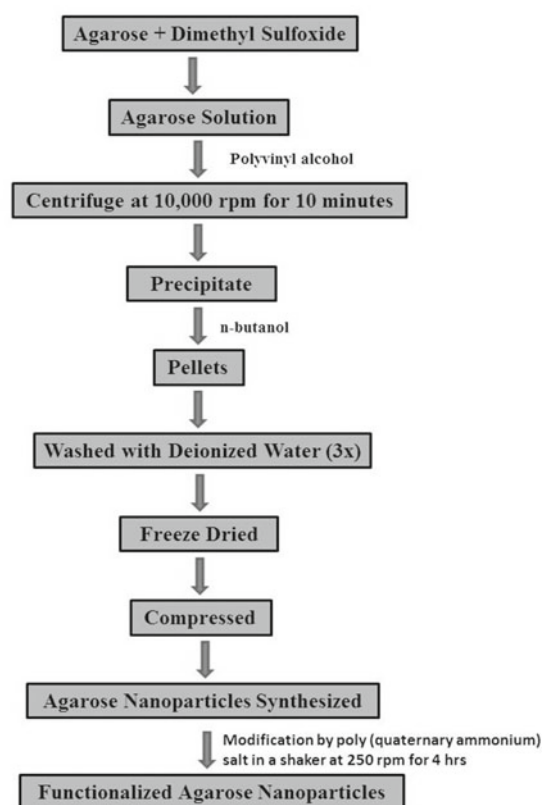 Agarose + Dimethyl Sulfoxide
Agarose Solution
Polyvinyl alcohol
Centrifuge at 10,000 rpm for 10 minutes
Precipitate
n-butanol
Pellets
Washed with Deionized Water (3x)
Freeze Dried
Compressed
Agarose Nanoparticles Synthesized
Modification by poly (quaternary ammonium)
salt in a shaker at 250 rpm for 4 hrs
Functionalized Agarose Nanoparticles